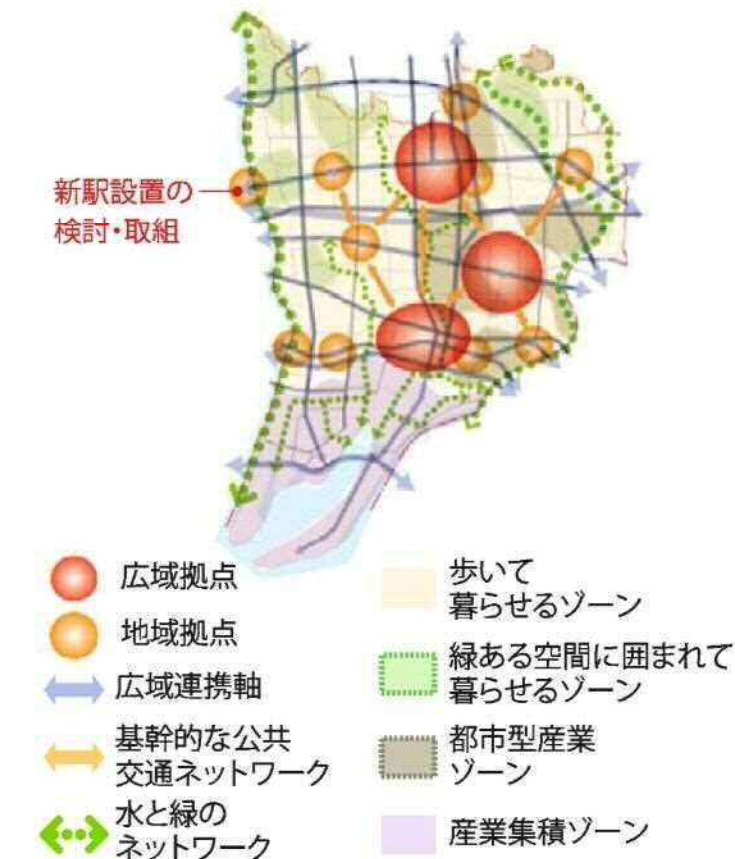 新駅設置の
検討・取組
広域拠点
地域拠点
広域連携軸
基幹的な公共
交通ネットワーク
水と緑の
ネットワーク
歩いて
暮らせるゾーン
緑ある空間に囲まれて
暮らせるゾーン
都市型産業
ゾーン
産業集積ゾーン